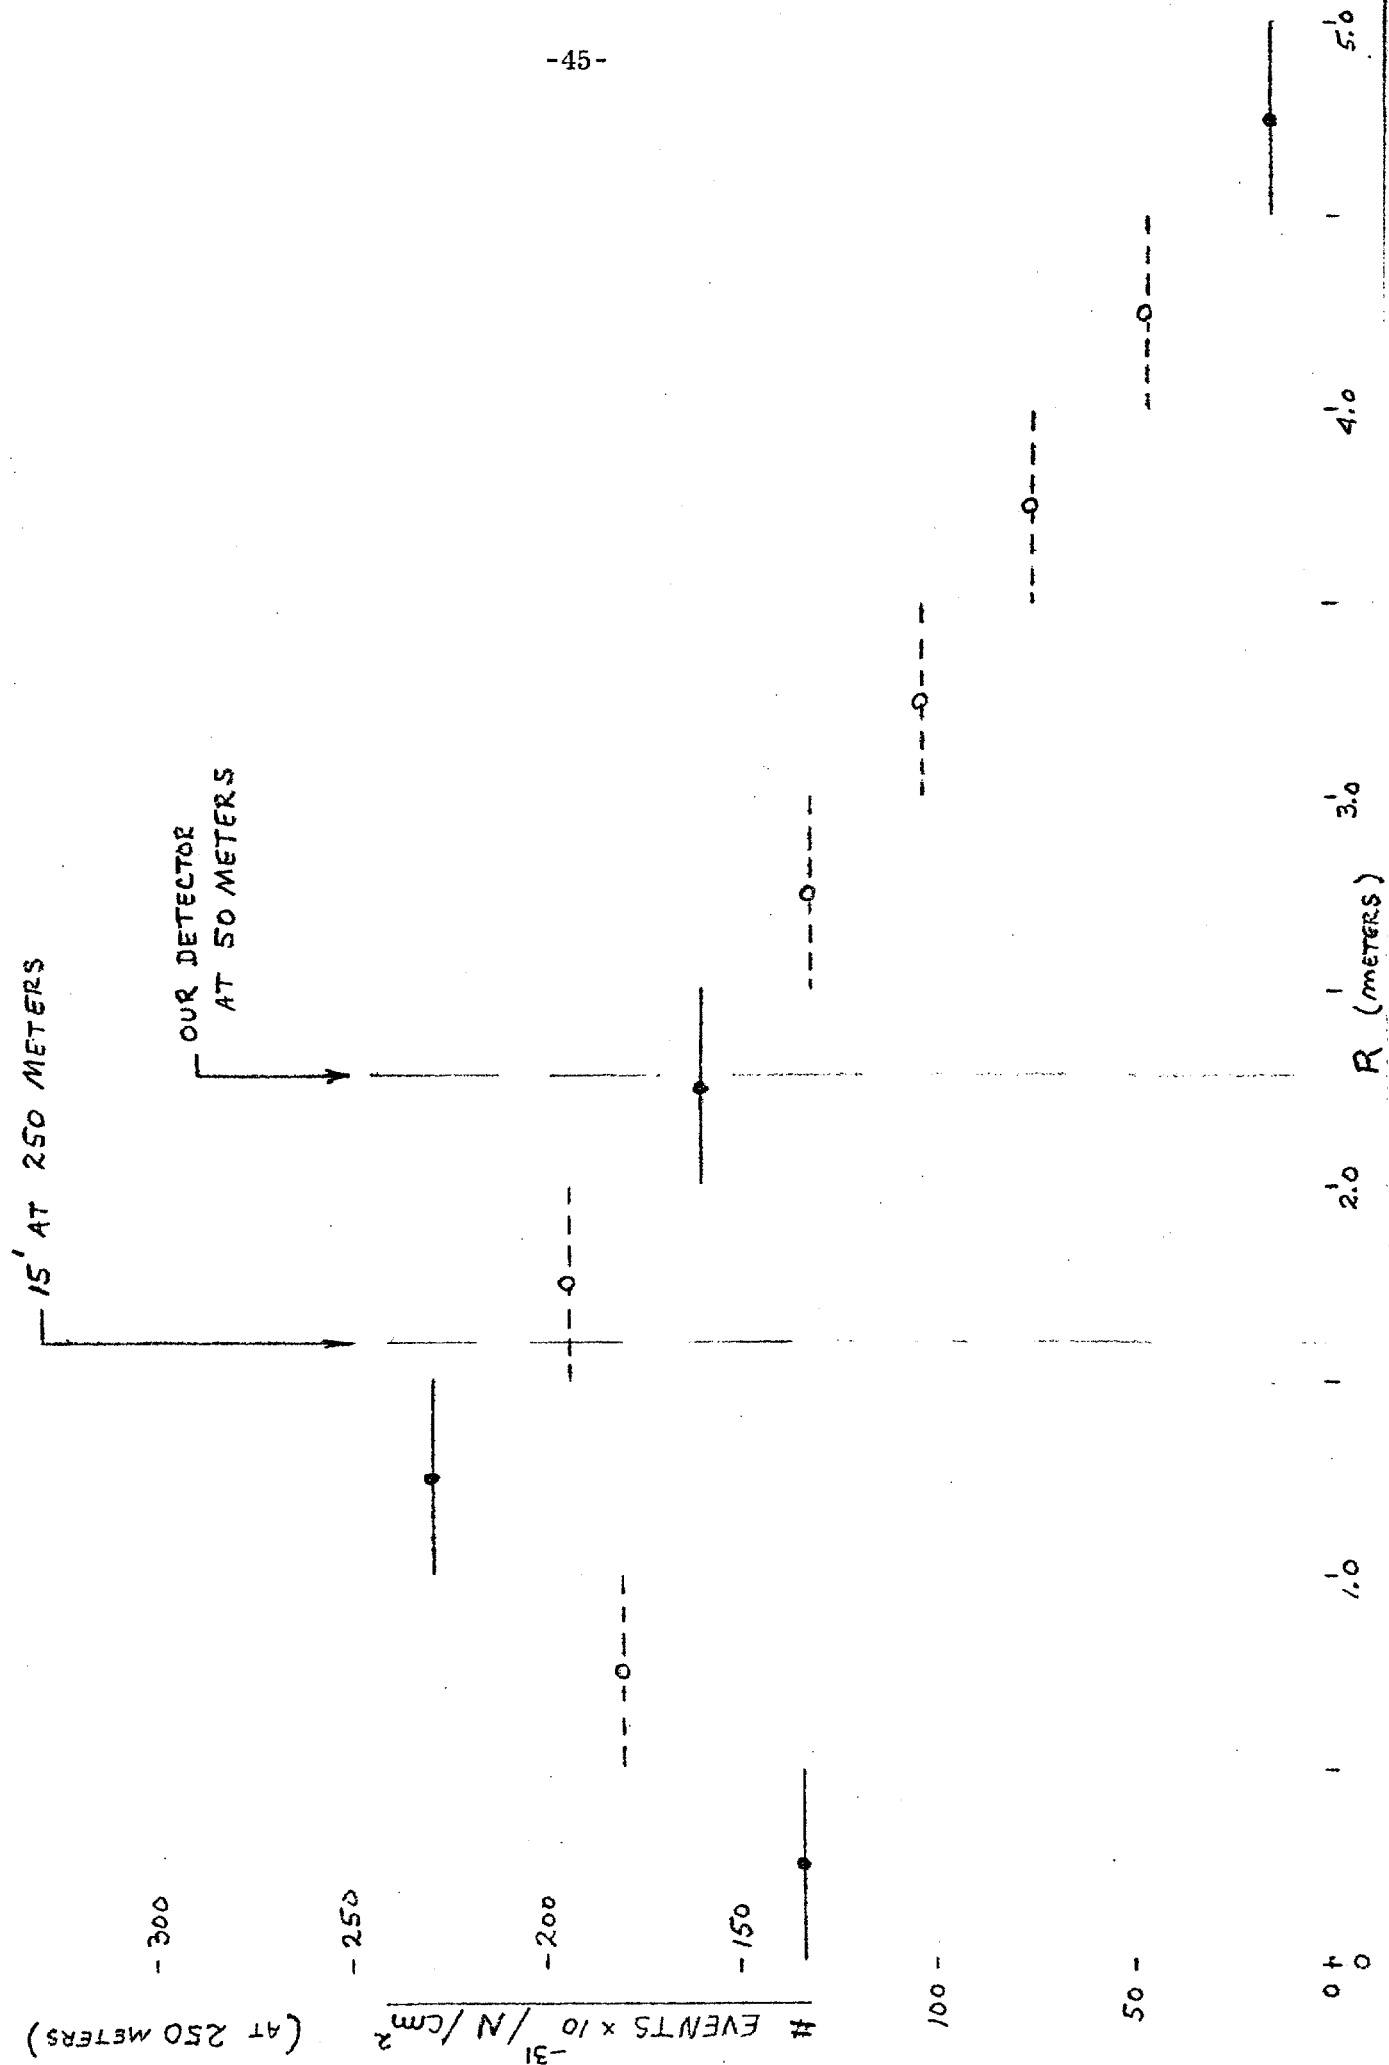 -45-
15' AT 250 METERS
OUR DETECTOR
AT 50 METERS
(AT 250 METERS)
# EVENTS × 10⁻³¹/N/cm²
-300
-250
-200
-150
100-
50-
0
0
1.0
2.0
3.0
4.0
5.0
R (METERS)